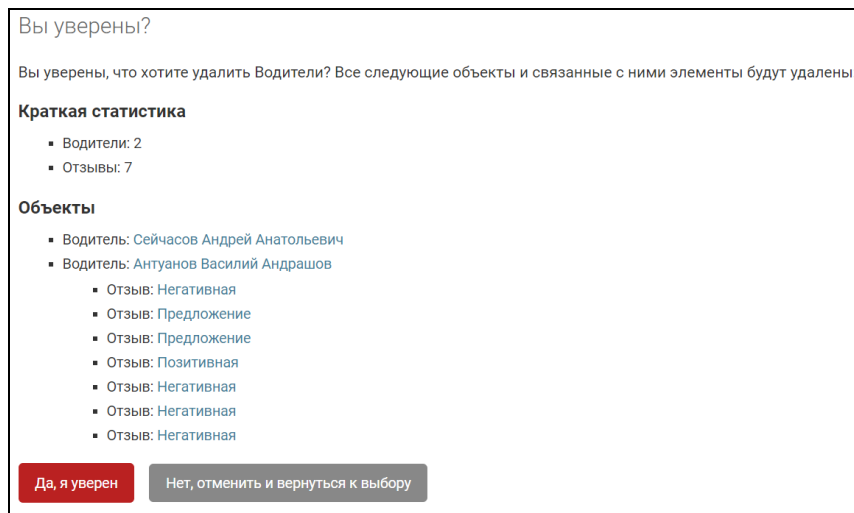 Вы уверены?
Вы уверены, что хотите удалить Водители? Все следующие объекты и связанные с ними элементы будут удалены
Краткая статистика
Водители: 2
Отзывы: 7
Объекты
Водитель: Сейчасов Андрей Анатольевич
Водитель: Антуанов Василий Андрашов
Отзыв: Негативная
Отзыв: Предложение
Отзыв: Предложение
Отзыв: Позитивная
Отзыв: Негативная
Отзыв: Негативная
Отзыв: Негативная
Да, я уверен
Нет, отменить и вернуться к выбору